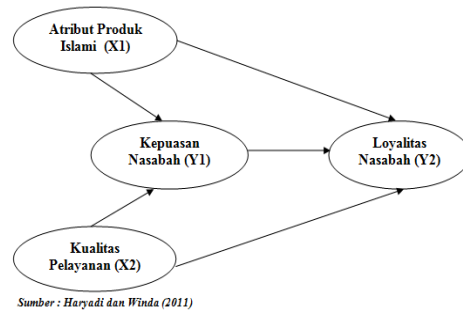 Atribut Produk
Islami (X1)
Kepuasan
Nasabah (Y1)
Loyalitas
Nasabah (Y2)
Kualitas
Pelayanan (X2)
Sumber : Haryadi dan Winda (2011)